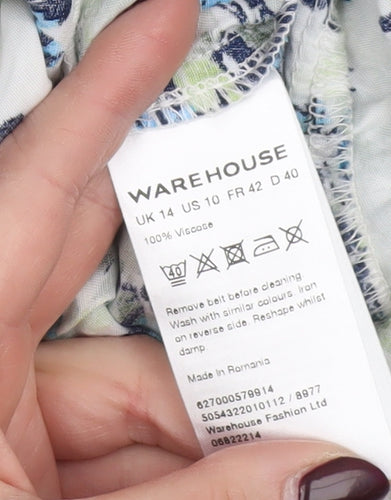 WAREHOUSE
UK 14 US 10 FR 42 D 40
100% Viscose
40
Remove belt before cleaning
Wash with similar colours. Iron
on reverse side. Reshape whilst
damp.
Made in Romania
627000579914
5054322010112 / 8977
Warehouse Fashion Ltd
06822214